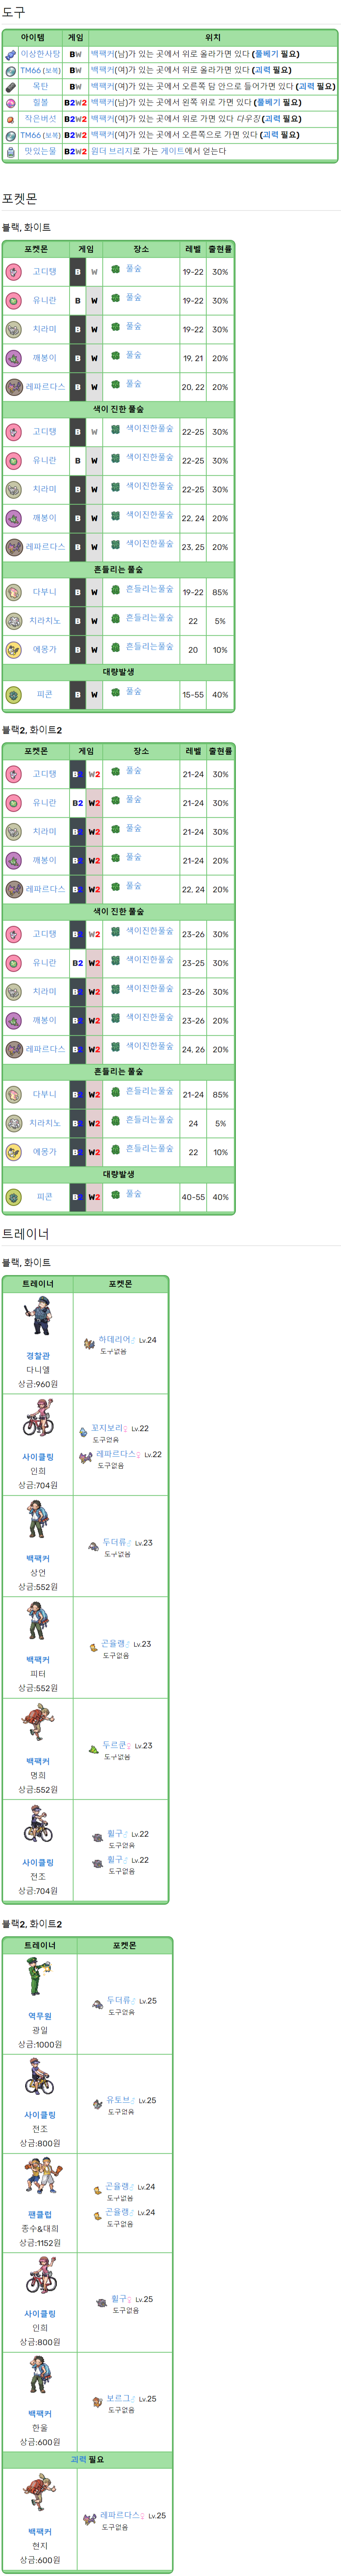 도구
아이템 게임 위치
이상한사탕 BW 백팩커(남)가 있는 곳에서 위로 올라가면 있다 (풀베기 필요)
TM66 (보복) BW 백팩커(여)가 있는 곳에서 위로 올라가면 있다 (괴력 필요)
목탄 BW 백팩커(여)가 있는 곳에서 오른쪽 담 안으로 들어가면 있다 (괴력 필요)
힐볼 B2W2 백팩커(남)가 있는 곳에서 왼쪽 위로 가면 있다 (풀베기 필요)
작은버섯 B2W2 백팩커(여)가 있는 곳에서 위로 가면 있다 다우징 (괴력 필요)
TM66 (보복) B2W2 백팩커(여)가 있는 곳에서 오른쪽으로 가면 있다 (괴력 필요)
맛있는물 B2W2 원더 브리지로 가는 게이트에서 얻는다
포켓몬
블랙, 화이트
포켓몬 게임 장소 레벨 출현률
고디탱 B W 풀숲 19-22 30%
유니란 B W 풀숲 19-22 30%
치라미 B W 풀숲 19-22 30%
깨봉이 B W 풀숲 19, 21 20%
레파르다스 B W 풀숲 20, 22 20%
색이 진한 풀숲
고디탱 B W 색이진한풀숲 22-25 30%
유니란 B W 색이진한풀숲 22-25 30%
치라미 B W 색이진한풀숲 22-25 30%
깨봉이 B W 색이진한풀숲 22, 24 20%
레파르다스 B W 색이진한풀숲 23, 25 20%
흔들리는 풀숲
다부니 B W 흔들리는풀숲 19-22 85%
치라치노 B W 흔들리는풀숲 22 5%
에몽가 B W 흔들리는풀숲 20 10%
대량발생
피콘 B W 풀숲 15-55 40%
블랙2, 화이트2
포켓몬 게임 장소 레벨 출현률
고디탱 B2 W2 풀숲 21-24 30%
유니란 B2 W2 풀숲 21-24 30%
치라미 B2 W2 풀숲 21-24 30%
깨봉이 B2 W2 풀숲 21-24 20%
레파르다스 B2 W2 풀숲 22, 24 20%
색이 진한 풀숲
고디탱 B2 W2 색이진한풀숲 23-26 30%
유니란 B2 W2 색이진한풀숲 23-25 30%
치라미 B2 W2 색이진한풀숲 23-26 30%
깨봉이 B2 W2 색이진한풀숲 23-26 20%
레파르다스 B2 W2 색이진한풀숲 24, 26 20%
흔들리는 풀숲
다부니 B2 W2 흔들리는풀숲 21-24 85%
치라치노 B2 W2 흔들리는풀숲 24 5%
에몽가 B2 W2 흔들리는풀숲 22 10%
대량발생
피콘 B2 W2 풀숲 40-55 40%
트레이너
블랙, 화이트
트레이너 포켓몬
하데리어♂ Lv.24
도구없음
경찰관
다니엘
상금:960원
꼬지보리♀ Lv.22
도구없음
레파르다스♀ Lv.22
도구없음
사이클링
인희
상금:704원
두더류♂ Lv.23
도구없음
백팩커
상언
상금:552원
곤율랭♂ Lv.23
도구없음
백팩커
피터
상금:552원
두르쿤♀ Lv.23
도구없음
백팩커
명희
상금:552원
휠구♂ Lv.22
도구없음
휠구♂ Lv.22
도구없음
사이클링
전조
상금:704원
블랙2, 화이트2
트레이너 포켓몬
두더류♂ Lv.25
도구없음
역무원
광일
상금:1000원
유토브♂ Lv.25
도구없음
사이클링
전조
상금:800원
곤율랭♂ Lv.24
도구없음
곤율랭♂ Lv.24
도구없음
팬클럽
종수&대희
상금:1152원
휠구♀ Lv.25
도구없음
사이클링
인희
상금:800원
보르그♂ Lv.25
도구없음
백팩커
한울
상금:600원
괴력 필요
레파르다스♀ Lv.25
도구없음
백팩커
현지
상금:600원